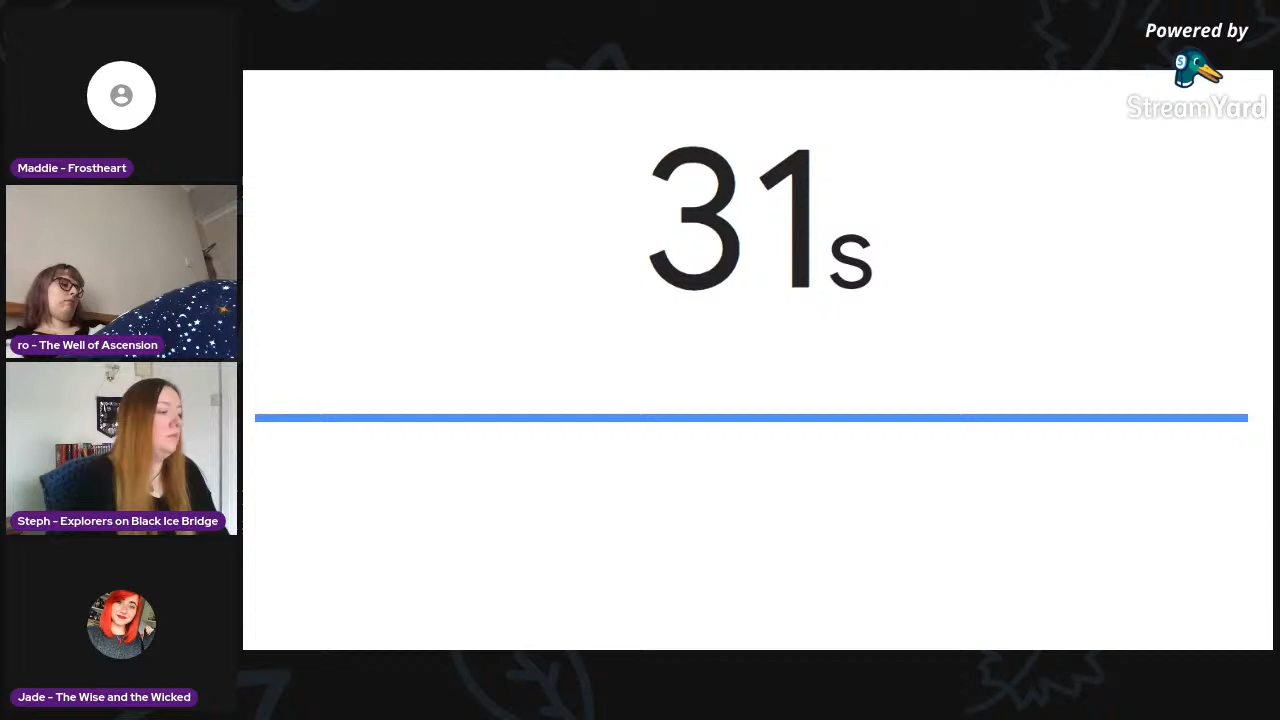 Powered by
StreamYard
Maddie - Frostheart
ro - The Well of Ascension
Steph - Explorers on Black Ice Bridge
Jade - The Wise and the Wicked
31s